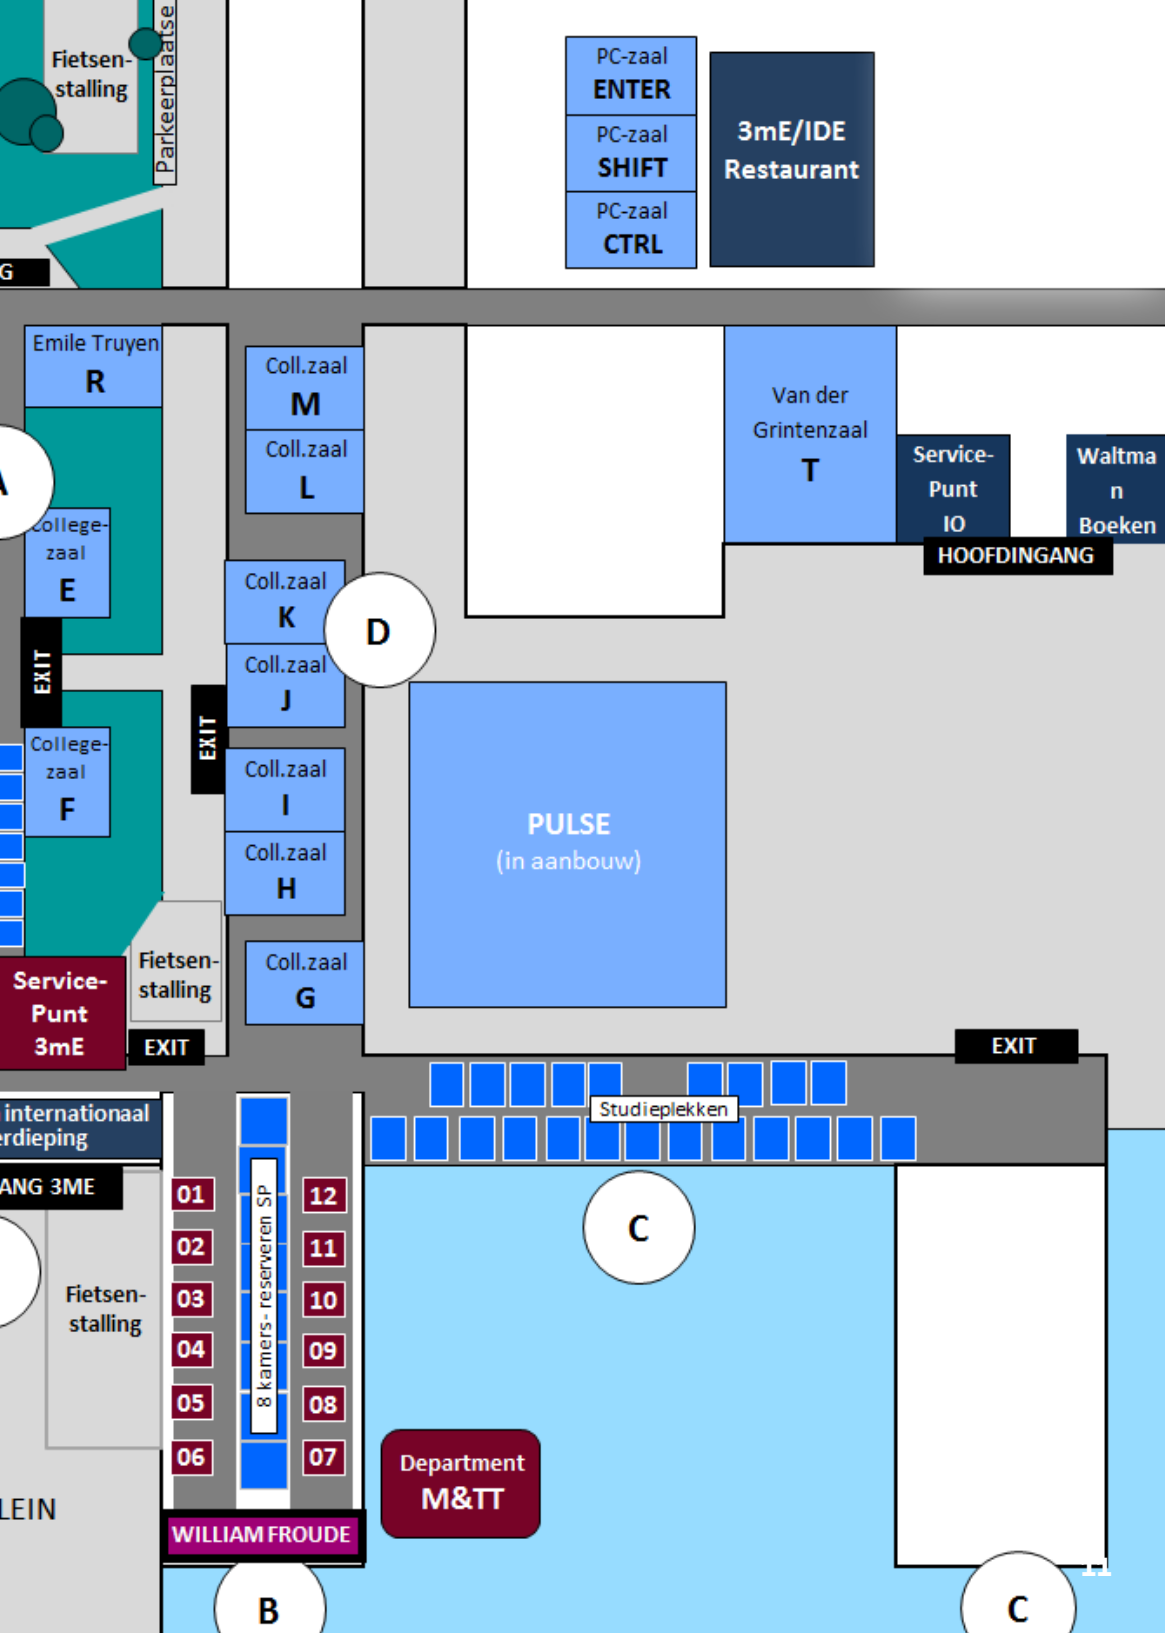 Fietsen-
stalling
Parkeerplaatse
PC-zaal
ENTER
PC-zaal
SHIFT
PC-zaal
CTRL
3mE/IDE
Restaurant
G
Emile Truyen
R
Coll.zaal
M
Coll.zaal
L
Van der
Grintenzaal
T
Service-
Punt
IO
Waltma
n
Boeken
HOOFDINGANG
A
College-
zaal
E
EXIT
College-
zaal
F
Coll.zaal
K
Coll.zaal
J
EXIT
Coll.zaal
I
Coll.zaal
H
Coll.zaal
G
D
PULSE
(in aanbouw)
Fietsen-
stalling
Service-
Punt
3mE
EXIT
EXIT
Studieplekken
internationaal
erdieping
ANG 3ME
Fietsen-
stalling
LEIN
01
02
03
04
05
06
8 kamers- reserveren SP
12
11
10
09
08
07
WILLIAM FROUDE
B
C
Department
M&TT
11
C